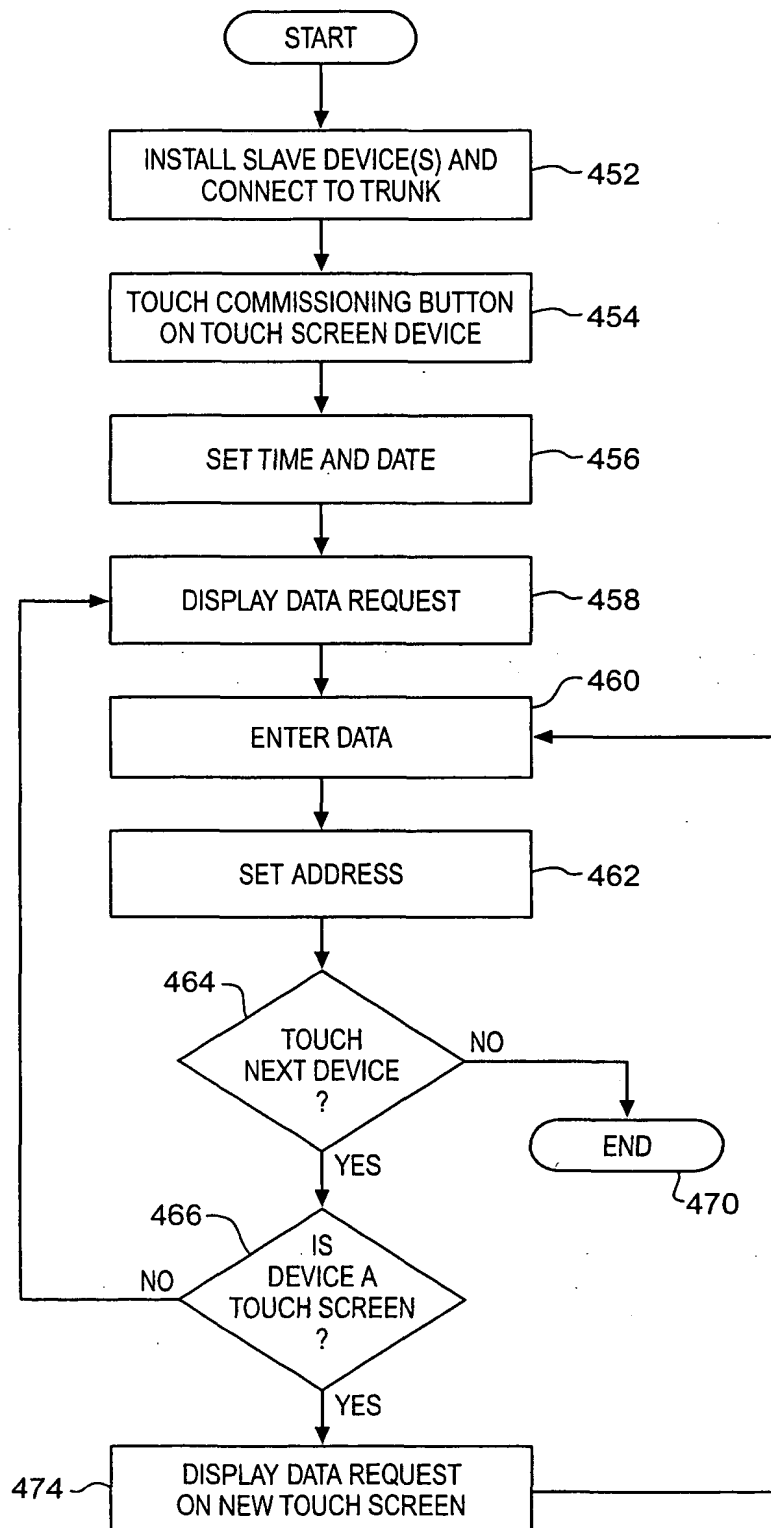 START
INSTALL SLAVE DEVICE(S) AND
CONNECT TO TRUNK
452
TOUCH COMMISSIONING BUTTON
ON TOUCH SCREEN DEVICE
454
SET TIME AND DATE
456
DISPLAY DATA REQUEST
458
460
ENTER DATA
SET ADDRESS
462
464
TOUCH
NEXT DEVICE
?
NO
END
470
YES
466
IS
DEVICE A
TOUCH SCREEN
?
NO
YES
474
DISPLAY DATA REQUEST
ON NEW TOUCH SCREEN